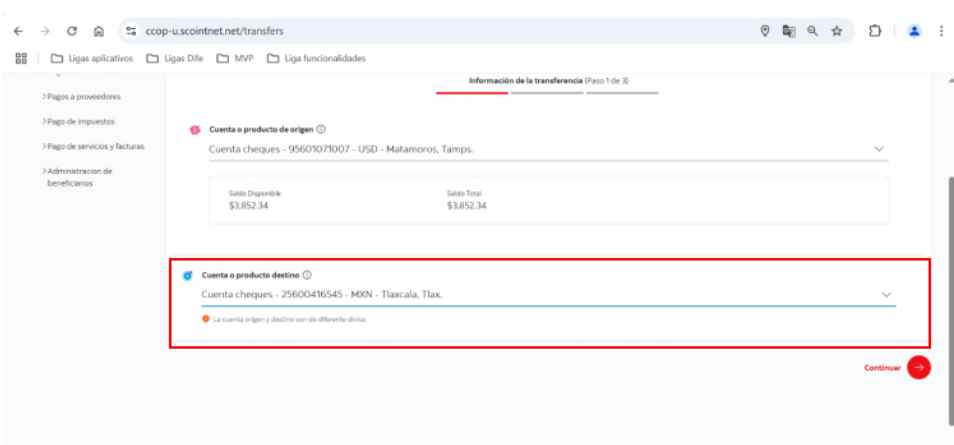 ccop-u.scointnet.net/transfers
Ligas aplicativos
Ligas Dife
MVP
Liga funcionalidades
Información de la transferencia (Paso 1 de 3)
>Pagos a proveedores
>Pago de impuestos
>Pago de servicios y facturas
>Administracion de
beneficiarios
Cuenta o producto de origen
Cuenta cheques - 95601071007 - USD - Matamoros, Tamps.
Saldo Disponible
$3,852.34
Saldo Total
$3,852.34
Cuenta o producto destino
Cuenta cheques - 25600416545 - MXN - Tlaxcala, Tlax.
La cuenta origen y destino son de diferente divisa.
Continuar